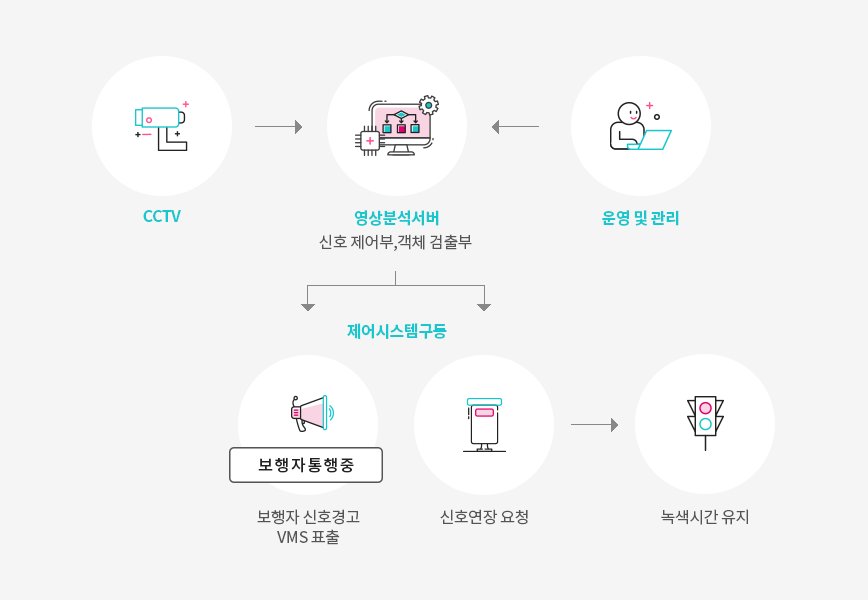 CCTV
영상분석서버
신호 제어부,객체 검출부
운영 및 관리
제어시스템구동
보행자통행중
보행자 신호경고
VMS 표출
신호연장 요청
녹색시간 유지